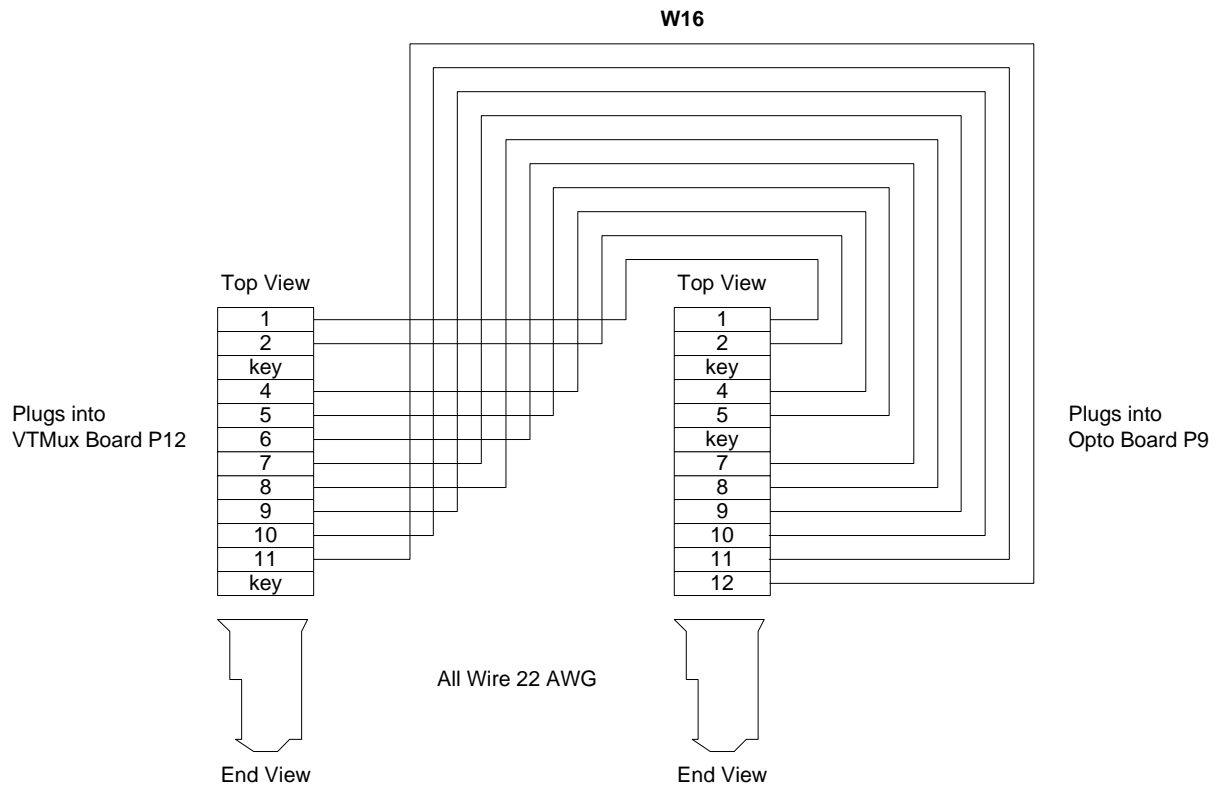 W16
Top View
1
2
key
4
5
6
7
8
9
10
11
key
Plugs into
VTMux Board P12
End View
All Wire 22 AWG
Top View
1
2
key
4
5
key
7
8
9
10
11
12
Plugs into
Opto Board P9
End View